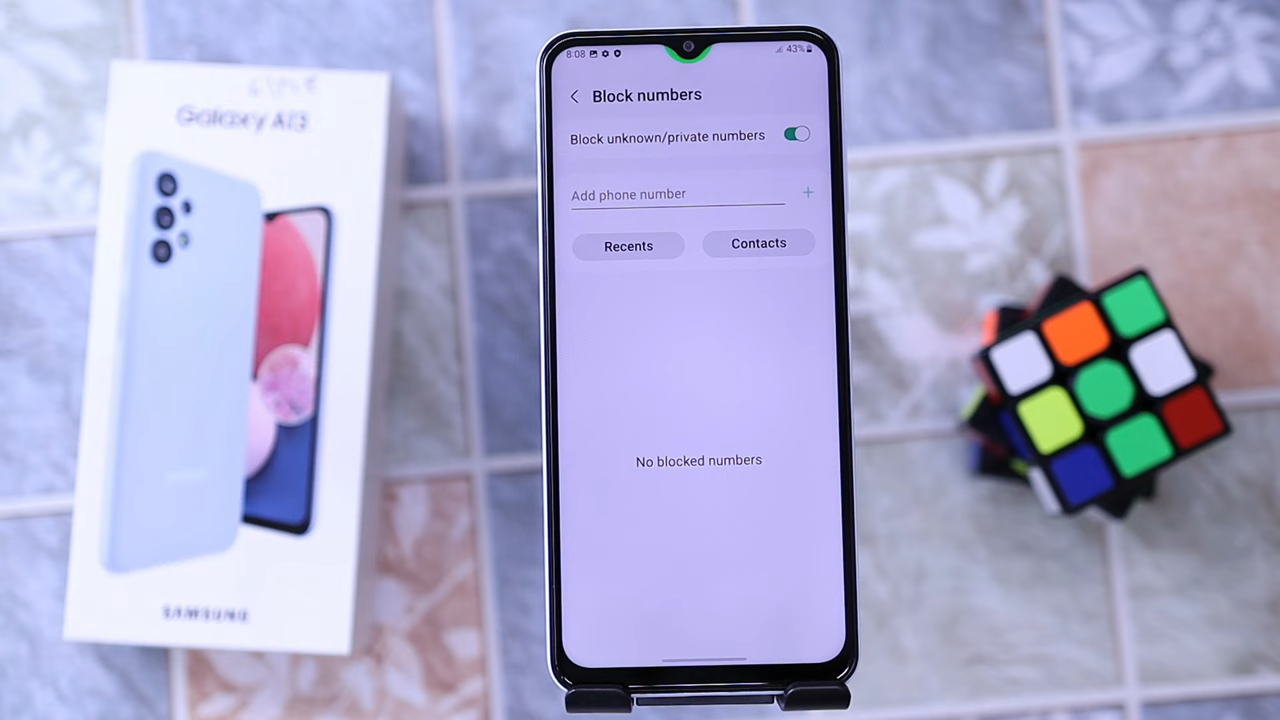 Galaxy A13
SAMSUNG
8:08
43%
Block numbers
Block unknown/private numbers
Add phone number
+
Recents
Contacts
No blocked numbers